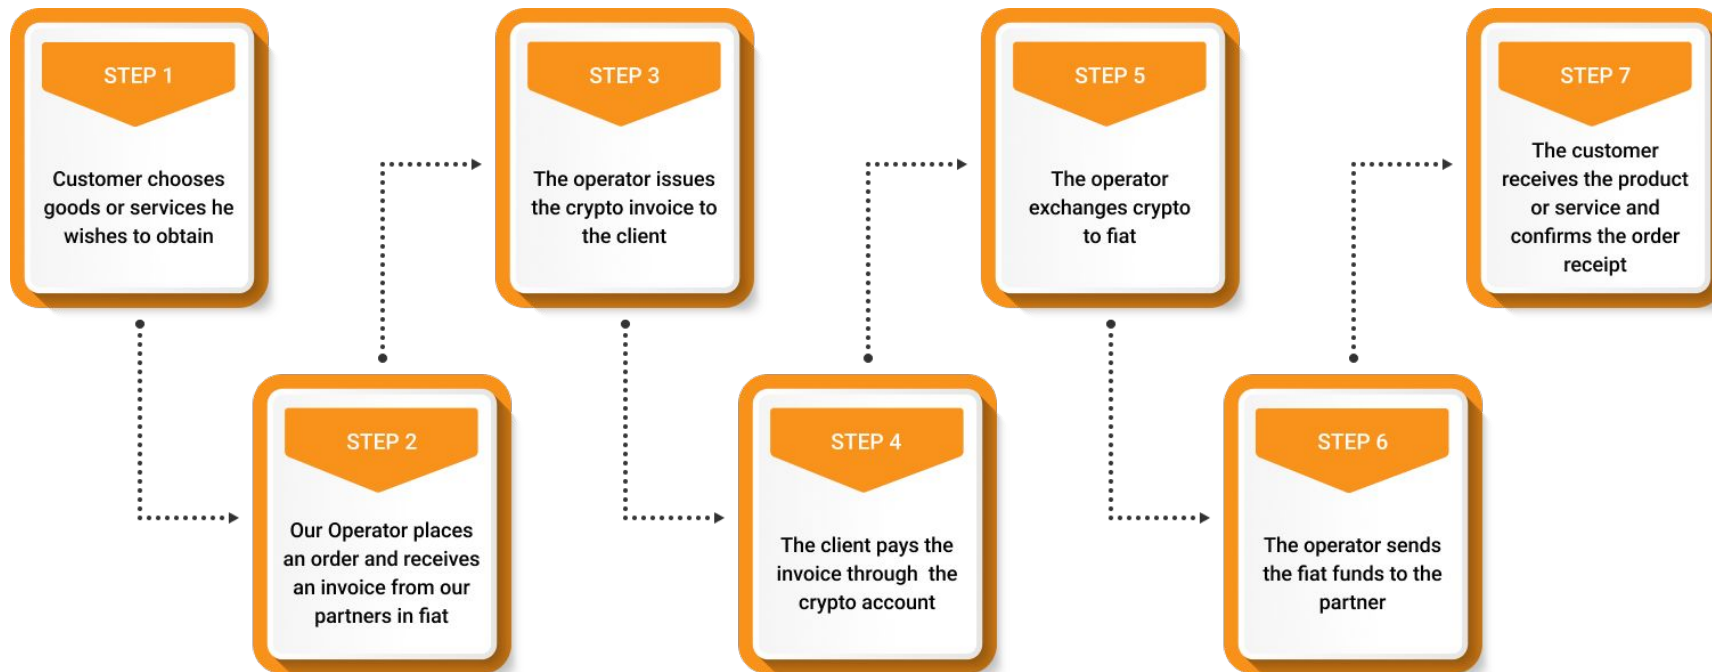 STEP 1
Customer chooses
goods or services he
wishes to obtain
STEP 2
Our Operator places
an order and receives
an invoice from our
partners in fiat
STEP 3
The operator issues
the crypto invoice to
the client
STEP 4
The client pays the
invoice through the
crypto account
STEP 5
The operator
exchanges crypto
to fiat
STEP 6
The operator sends
the fiat funds to the
partner
STEP 7
The customer
receives the product
or service and
confirms the order
receipt